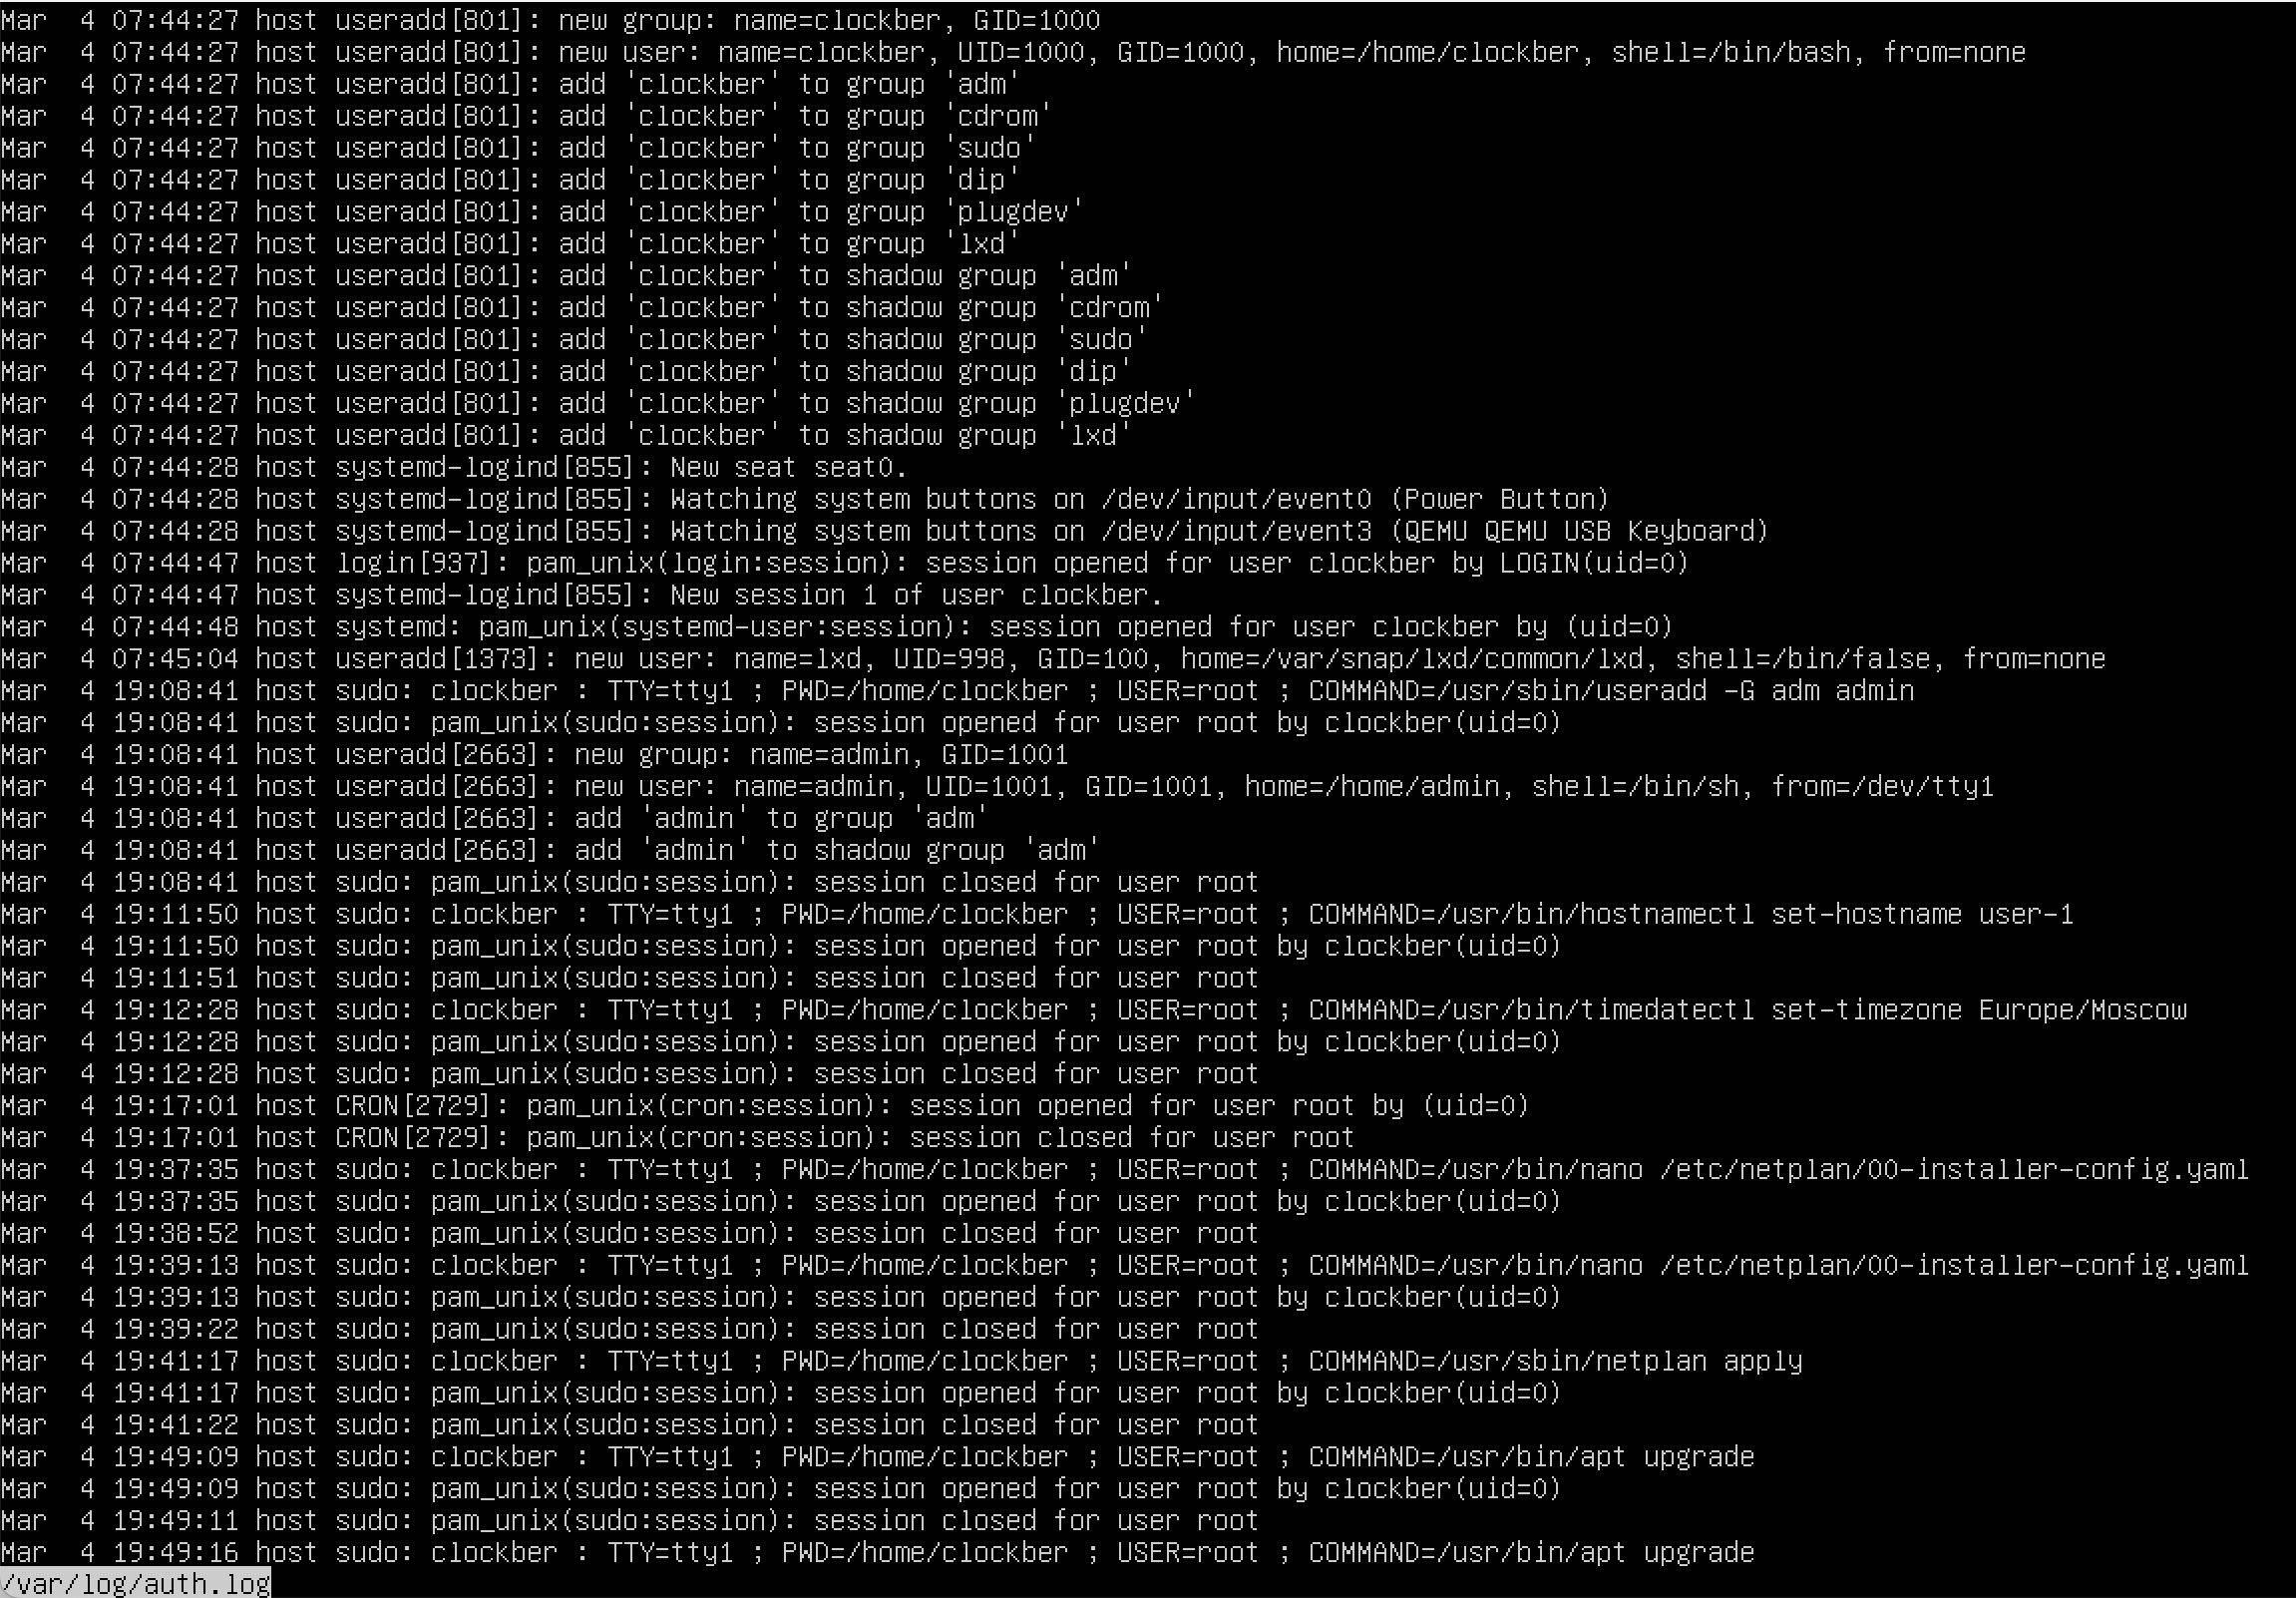 Mar  4 07:44:27 host useradd[801]: new group: name=clockber, GID=1000
Mar  4 07:44:27 host useradd[801]: new user: name=clockber, UID=1000, GID=1000, home=/home/clockber, shell=/bin/bash, from=none
Mar  4 07:44:27 host useradd[801]: add 'clockber' to group 'adm'
Mar  4 07:44:27 host useradd[801]: add 'clockber' to group 'cdrom'
Mar  4 07:44:27 host useradd[801]: add 'clockber' to group 'sudo'
Mar  4 07:44:27 host useradd[801]: add 'clockber' to group 'dip'
Mar  4 07:44:27 host useradd[801]: add 'clockber' to group 'plugdev'
Mar  4 07:44:27 host useradd[801]: add 'clockber' to group 'lxd'
Mar  4 07:44:27 host useradd[801]: add 'clockber' to shadow group 'adm'
Mar  4 07:44:27 host useradd[801]: add 'clockber' to shadow group 'cdrom'
Mar  4 07:44:27 host useradd[801]: add 'clockber' to shadow group 'sudo'
Mar  4 07:44:27 host useradd[801]: add 'clockber' to shadow group 'dip'
Mar  4 07:44:27 host useradd[801]: add 'clockber' to shadow group 'plugdev'
Mar  4 07:44:27 host useradd[801]: add 'clockber' to shadow group 'lxd'
Mar  4 07:44:28 host systemd-logind[855]: New seat seat0.
Mar  4 07:44:28 host systemd-logind[855]: Watching system buttons on /dev/input/event0 (Power Button)
Mar  4 07:44:28 host systemd-logind[855]: Watching system buttons on /dev/input/event3 (QEMU QEMU USB Keyboard)
Mar  4 07:44:47 host login[937]: pam_unix(login:session): session opened for user clockber by LOGIN(uid=0)
Mar  4 07:44:47 host systemd-logind[855]: New session 1 of user clockber.
Mar  4 07:44:48 host systemd: pam_unix(systemd-user:session): session opened for user clockber by (uid=0)
Mar  4 07:45:04 host useradd[1373]: new user: name=lxd, UID=998, GID=100, home=/var/snap/lxd/common/lxd, shell=/bin/false, from=none
Mar  4 19:08:41 host sudo: clockber : TTY=tty1 ; PWD=/home/clockber ; USER=root ; COMMAND=/usr/sbin/useradd -G adm admin
Mar  4 19:08:41 host sudo: pam_unix(sudo:session): session opened for user root by clockber(uid=0)
Mar  4 19:08:41 host useradd[2663]: new group: name=admin, GID=1001
Mar  4 19:08:41 host useradd[2663]: new user: name=admin, UID=1001, GID=1001, home=/home/admin, shell=/bin/sh, from=/dev/tty1
Mar  4 19:08:41 host useradd[2663]: add 'admin' to group 'adm'
Mar  4 19:08:41 host useradd[2663]: add 'admin' to shadow group 'adm'
Mar  4 19:08:41 host sudo: pam_unix(sudo:session): session closed for user root
Mar  4 19:11:50 host sudo: clockber : TTY=tty1 ; PWD=/home/clockber ; USER=root ; COMMAND=/usr/bin/hostnamectl set-hostname user-1
Mar  4 19:11:50 host sudo: pam_unix(sudo:session): session opened for user root by clockber(uid=0)
Mar  4 19:11:51 host sudo: pam_unix(sudo:session): session closed for user root
Mar  4 19:12:28 host sudo: clockber : TTY=tty1 ; PWD=/home/clockber ; USER=root ; COMMAND=/usr/bin/timedatectl set-timezone Europe/Moscow
Mar  4 19:12:28 host sudo: pam_unix(sudo:session): session opened for user root by clockber(uid=0)
Mar  4 19:12:28 host sudo: pam_unix(sudo:session): session closed for user root
Mar  4 19:17:01 host CRON[2729]: pam_unix(cron:session): session opened for user root by (uid=0)
Mar  4 19:17:01 host CRON[2729]: pam_unix(cron:session): session closed for user root
Mar  4 19:37:35 host sudo: clockber : TTY=tty1 ; PWD=/home/clockber ; USER=root ; COMMAND=/usr/bin/nano /etc/netplan/00-installer-config.yaml
Mar  4 19:37:35 host sudo: pam_unix(sudo:session): session opened for user root by clockber(uid=0)
Mar  4 19:38:52 host sudo: pam_unix(sudo:session): session closed for user root
Mar  4 19:39:13 host sudo: clockber : TTY=tty1 ; PWD=/home/clockber ; USER=root ; COMMAND=/usr/bin/nano /etc/netplan/00-installer-config.yaml
Mar  4 19:39:13 host sudo: pam_unix(sudo:session): session opened for user root by clockber(uid=0)
Mar  4 19:39:22 host sudo: pam_unix(sudo:session): session closed for user root
Mar  4 19:41:17 host sudo: clockber : TTY=tty1 ; PWD=/home/clockber ; USER=root ; COMMAND=/usr/sbin/netplan apply
Mar  4 19:41:17 host sudo: pam_unix(sudo:session): session opened for user root by clockber(uid=0)
Mar  4 19:41:22 host sudo: pam_unix(sudo:session): session closed for user root
Mar  4 19:49:09 host sudo: clockber : TTY=tty1 ; PWD=/home/clockber ; USER=root ; COMMAND=/usr/bin/apt upgrade
Mar  4 19:49:09 host sudo: pam_unix(sudo:session): session opened for user root by clockber(uid=0)
Mar  4 19:49:11 host sudo: pam_unix(sudo:session): session closed for user root
Mar  4 19:49:16 host sudo: clockber : TTY=tty1 ; PWD=/home/clockber ; USER=root ; COMMAND=/usr/bin/apt upgrade
/var/log/auth.log